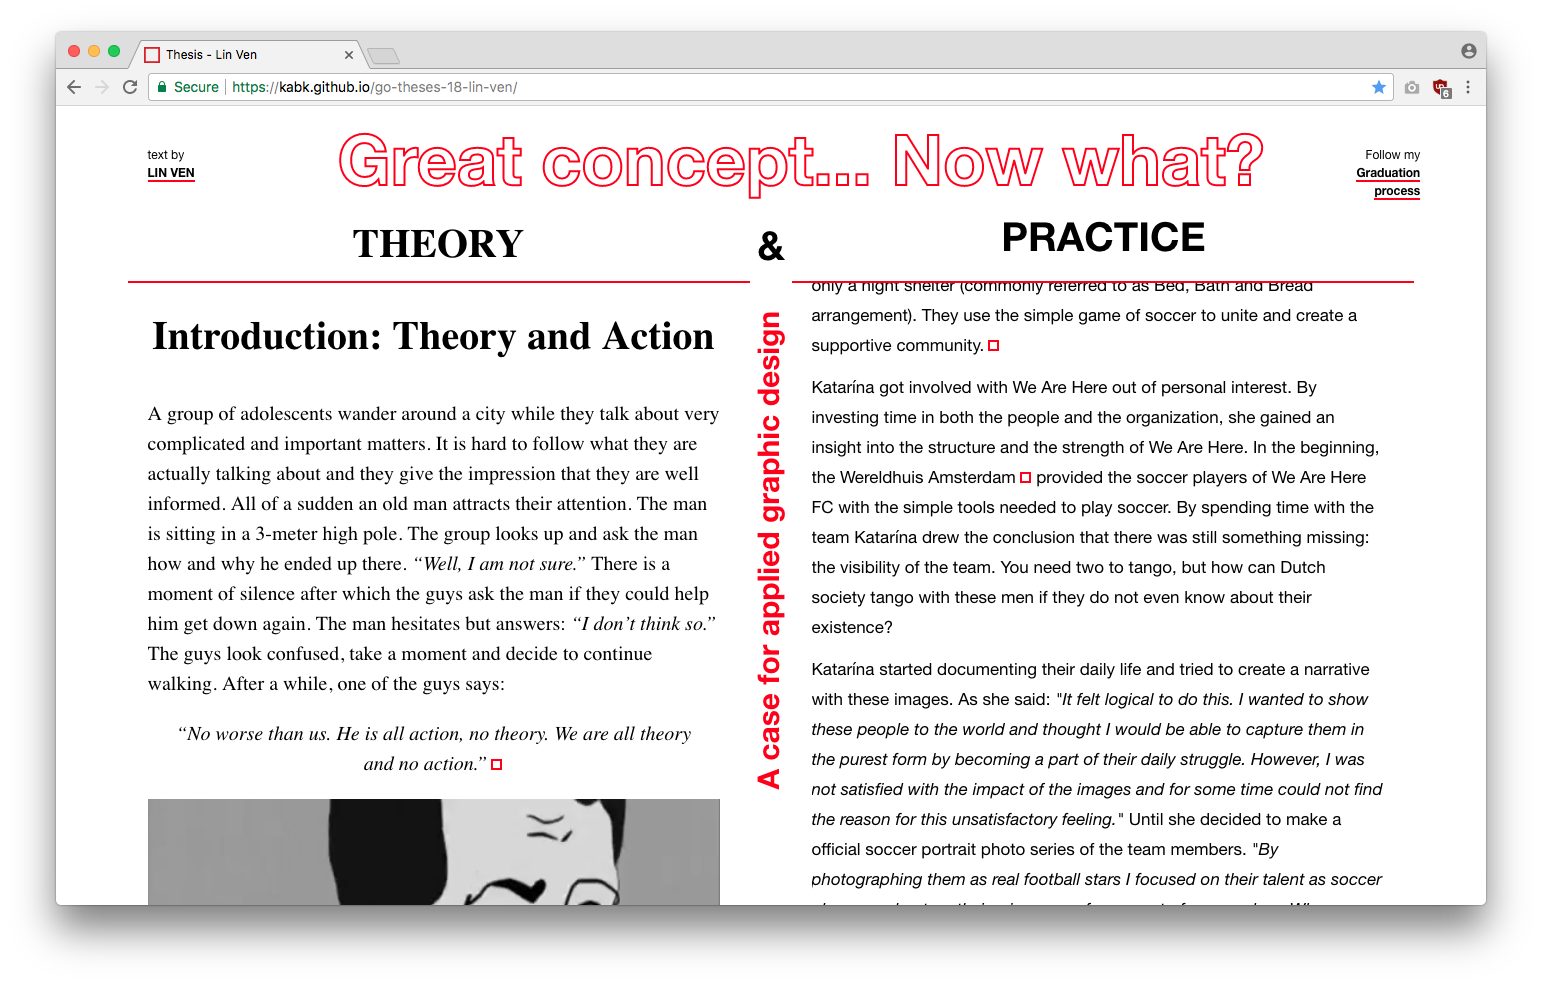 Thesis - Lin Ven
Secure
https://kabk.github.io/go-theses-18-lin-ven/
6
text by
LIN VEN
Great concept... Now what?
Follow my
Graduation
process
THEORY
&
PRACTICE
A case for applied graphic design
Introduction: Theory and Action
A group of adolescents wander around a city while they talk about very
complicated and important matters. It is hard to follow what they are
actually talking about and they give the impression that they are well
informed. All of a sudden an old man attracts their attention. The man
is sitting in a 3-meter high pole. The group looks up and ask the man
how and why he ended up there. “Well, I am not sure.” There is a
moment of silence after which the guys ask the man if they could help
him get down again. The man hesitates but answers: “I don’t think so.”
The guys look confused, take a moment and decide to continue
walking. After a while, one of the guys says:
“No worse than us. He is all action, no theory. We are all theory
and no action.”
only a night shelter (commonly referred to as Bed, Bath and Bread
arrangement). They use the simple game of soccer to unite and create a
supportive community.
Katarína got involved with We Are Here out of personal interest. By
investing time in both the people and the organization, she gained an
insight into the structure and the strength of We Are Here. In the beginning,
the Wereldhuis Amsterdam provided the soccer players of We Are Here
FC with the simple tools needed to play soccer. By spending time with the
team Katarína drew the conclusion that there was still something missing:
the visibility of the team. You need two to tango, but how can Dutch
society tango with these men if they do not even know about their
existence?
Katarína started documenting their daily life and tried to create a narrative
with these images. As she said: "It felt logical to do this. I wanted to show
these people to the world and thought I would be able to capture them in
the purest form by becoming a part of their daily struggle. However, I was
not satisfied with the impact of the images and for some time could not find
the reason for this unsatisfactory feeling." Until she decided to make a
official soccer portrait photo series of the team members. "By
photographing them as real football stars I focused on their talent as soccer